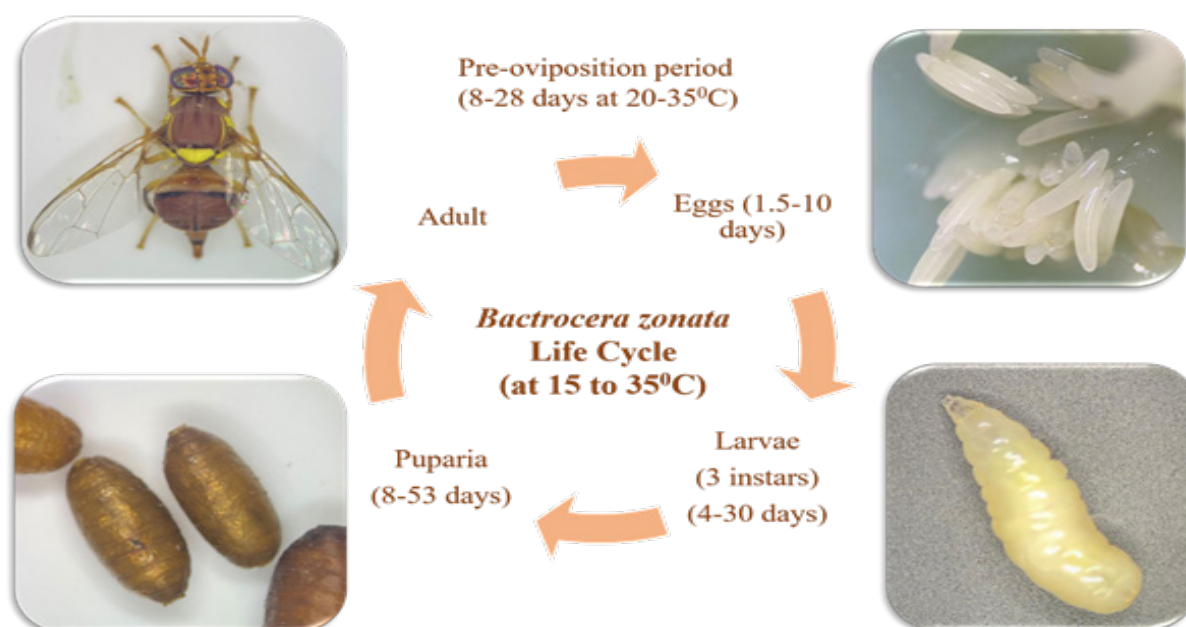 Pre-oviposition period
(8-28 days at 20-35⁰C)
Adult
Eggs (1.5-10
days)
Bactrocera zonata
Life Cycle
(at 15 to 35⁰C)
Larvae
(3 instars)
(4-30 days)
Puparia
(8-53 days)